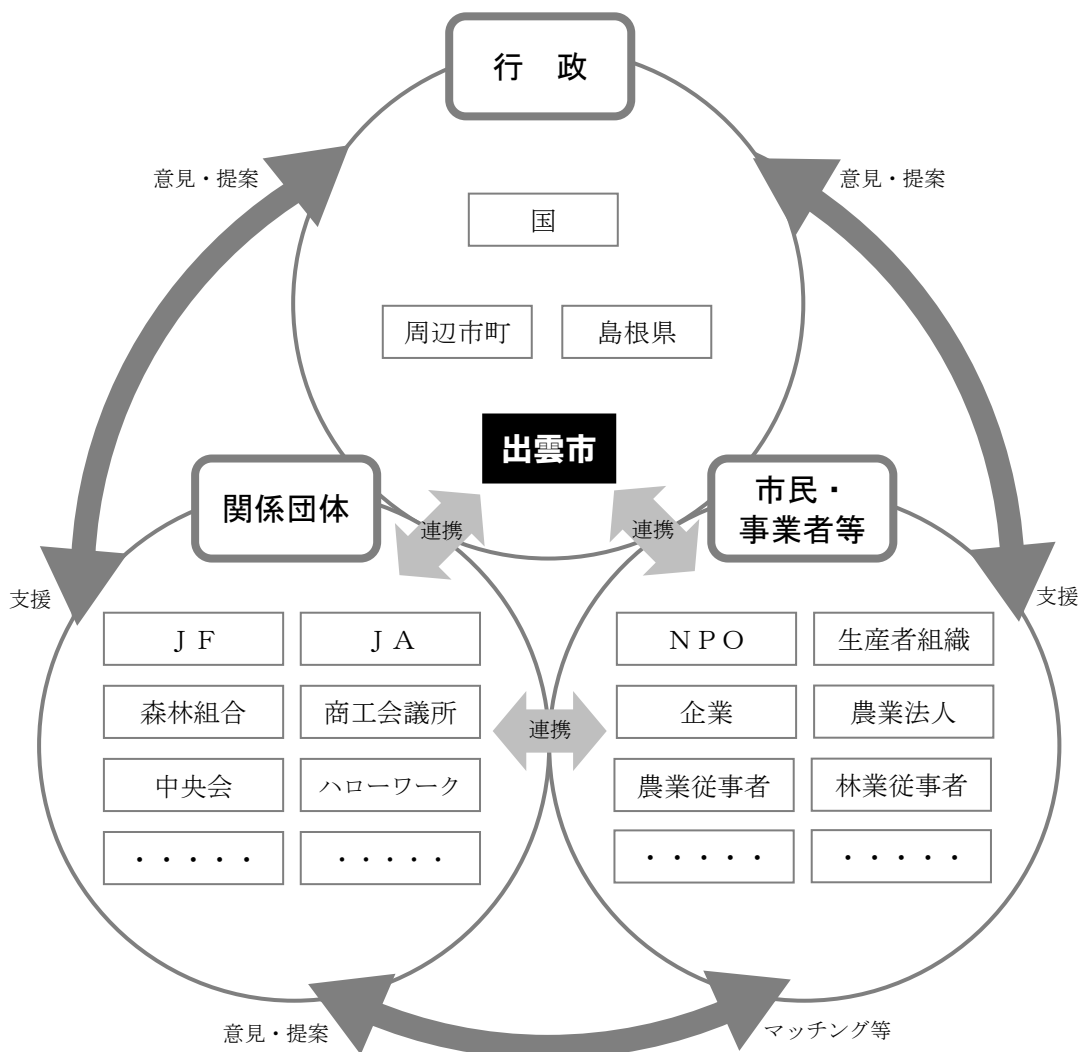 行　政
意見・提案
意見・提案
国
周辺市町
島根県
出雲市
関係団体
市民・
事業者等
連携
連携
支援
支援
ＪＦ
ＪＡ
森林組合
商工会議所
中央会
ハローワーク
・・・・・
・・・・・
連携
ＮＰＯ
生産者組織
企業
農業法人
農業従事者
林業従事者
・・・・・
・・・・・
意見・提案
マッチング等